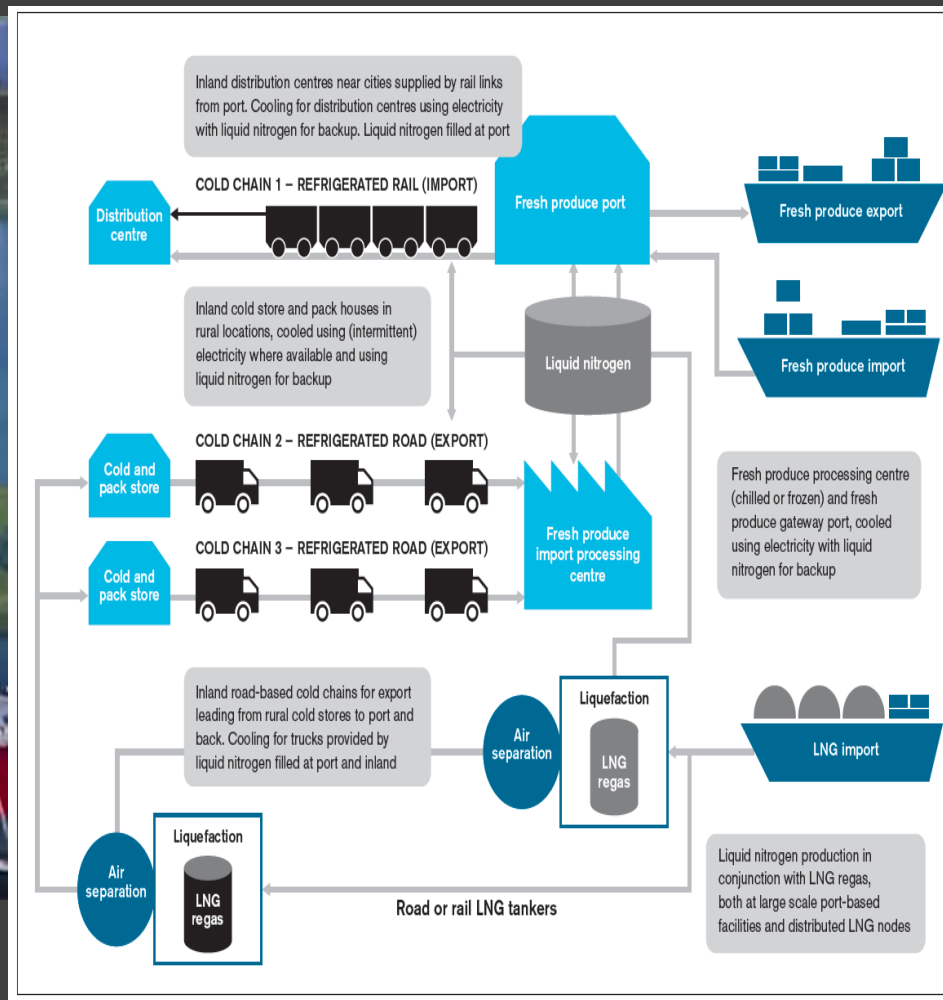 Inland distribution centres near cities supplied by rail links
from port. Cooling for distribution centres using electricity
with liquid nitrogen for backup. Liquid nitrogen filled at port
COLD CHAIN 1 – REFRIGERATED RAIL (IMPORT)
Distribution
centre
Fresh produce port
Fresh produce export
Inland cold store and pack houses in
rural locations, cooled using (intermittent)
electricity where available and using
liquid nitrogen for backup
Liquid nitrogen
Fresh produce import
COLD CHAIN 2 – REFRIGERATED ROAD (EXPORT)
Cold and
pack store
COLD CHAIN 3 – REFRIGERATED ROAD (EXPORT)
Cold and
pack store
Fresh produce
import processing
centre
Fresh produce processing centre
(chilled or frozen) and fresh
produce gateway port, cooled
using electricity with liquid
nitrogen for backup
Inland road-based cold chains for export
leading from rural cold stores to port and
back. Cooling for trucks provided by
liquid nitrogen filled at port and inland
Air
separation
Liquefaction
LNG
regas
LNG import
Air
separation
Liquefaction
LNG
regas
Road or rail LNG tankers
Liquid nitrogen production in
conjunction with LNG regas,
both at large scale port-based
facilities and distributed LNG nodes